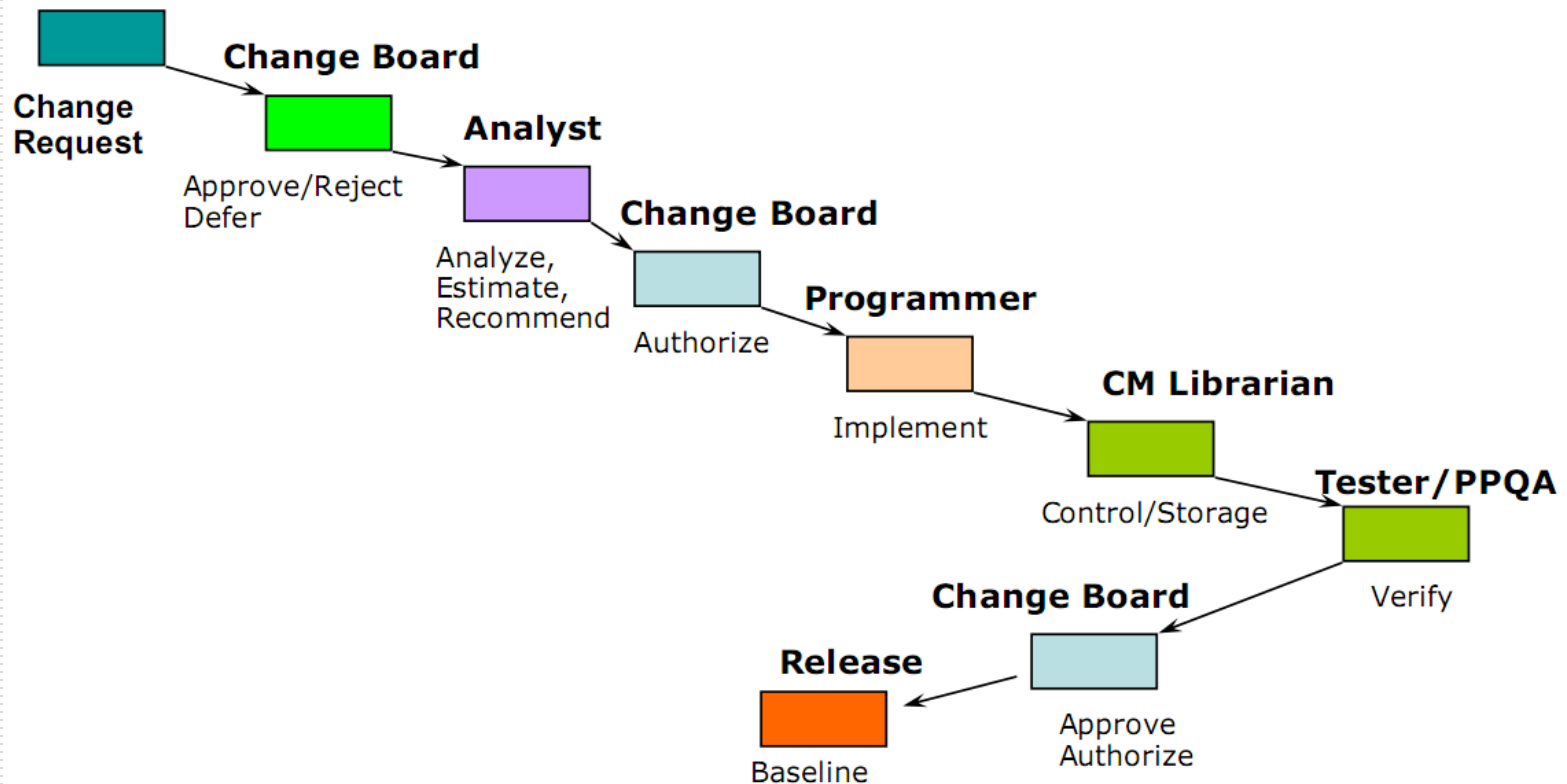 Change
Request
Change Board
Approve/Reject
Defer
Analyst
Analyze,
Estimate,
Recommend
Change Board
Authorize
Programmer
Implement
CM Librarian
Control/Storage
Tester/PPQA
Verify
Change Board
Approve
Authorize
Release
Baseline